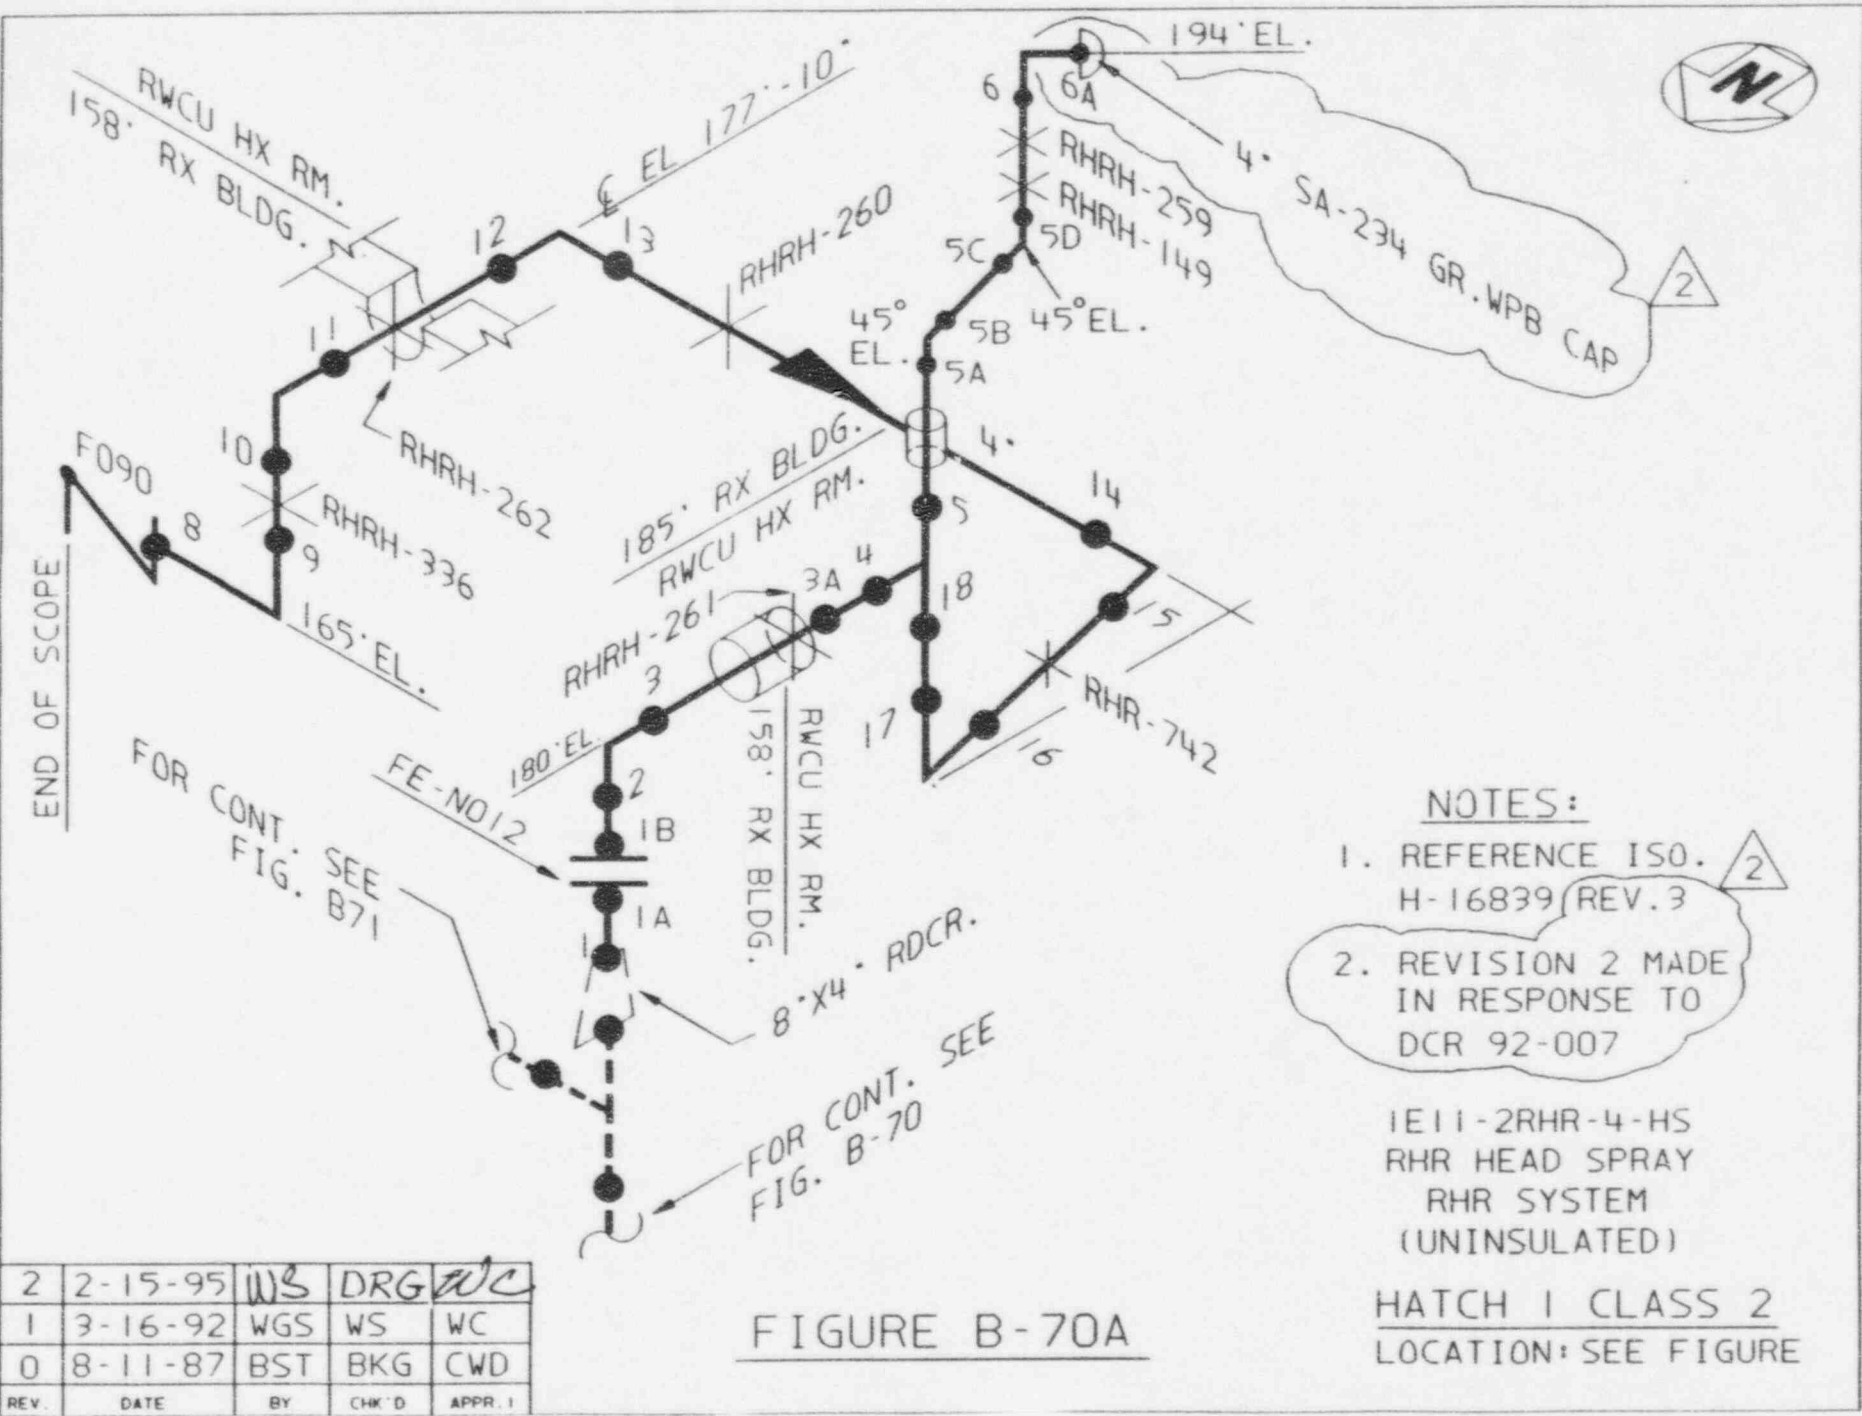 194' EL.
N
RWCU HX RM.
158' RX BLDG.
℄ EL 177'-10"
6
6A
4" SA-234 GR.WPB CAP
2
RHRH-259
RHRH-149
12
13
RHRH-260
5C
5D
45° EL.
5B
45°
EL.
5A
11
RHRH-262
10
F090
8
RHRH-336
9
165' EL.
END OF SCOPE
185' RX BLDG.
RWCU HX RM.
4"
14
5
4
3A
18
15
RHRH-261
3
17
16
RHR-742
180' EL.
2
RWCU HX RM.
158' RX BLDG.
FE-N012
1B
1A
1
FOR CONT. SEE
FIG. B71
8"X4" RDCR.
FOR CONT. SEE
FIG. B-70
NOTES:
1. REFERENCE ISO.
H-16839 REV.3
2
2. REVISION 2 MADE
IN RESPONSE TO
DCR 92-007
1E11-2RHR-4-HS
RHR HEAD SPRAY
RHR SYSTEM
(UNINSULATED)
HATCH 1 CLASS 2
LOCATION: SEE FIGURE
FIGURE B-70A
2 2-15-95 WS DRG WC
1 3-16-92 WGS WS WC
0 8-11-87 BST BKG CWD
REV. DATE BY CHK'D APPR.1